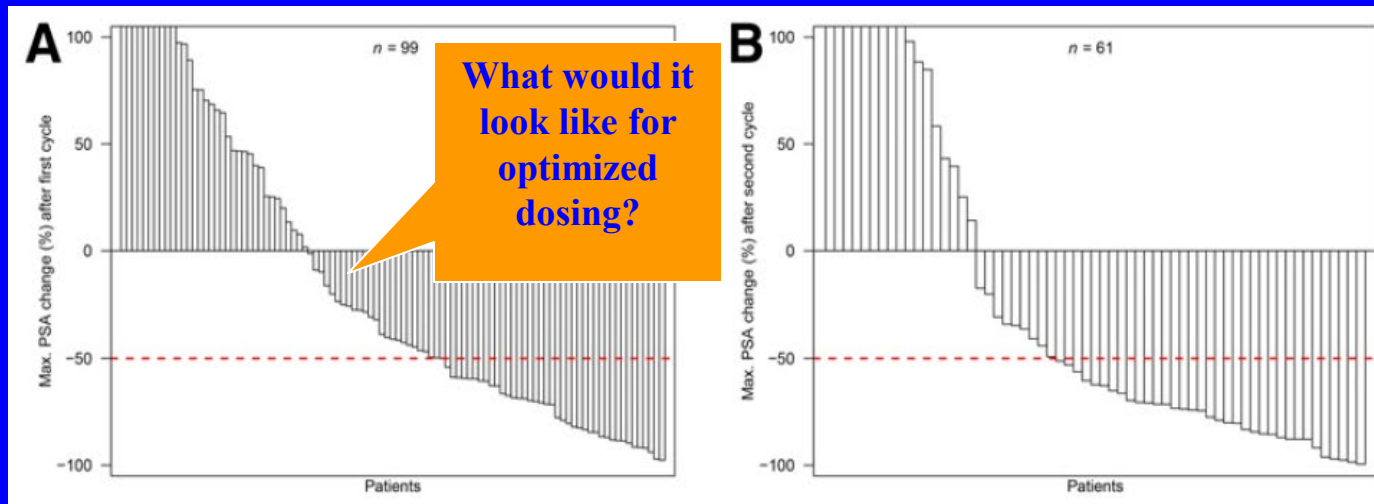 A
n = 99
What would it
look like for
optimized
dosing?
Max. PSA change (%) after first cycle
100
50
0
−50
−100
Patients
B
n = 61
Max. PSA change (%) after second cycle
100
50
0
−50
−100
Patients